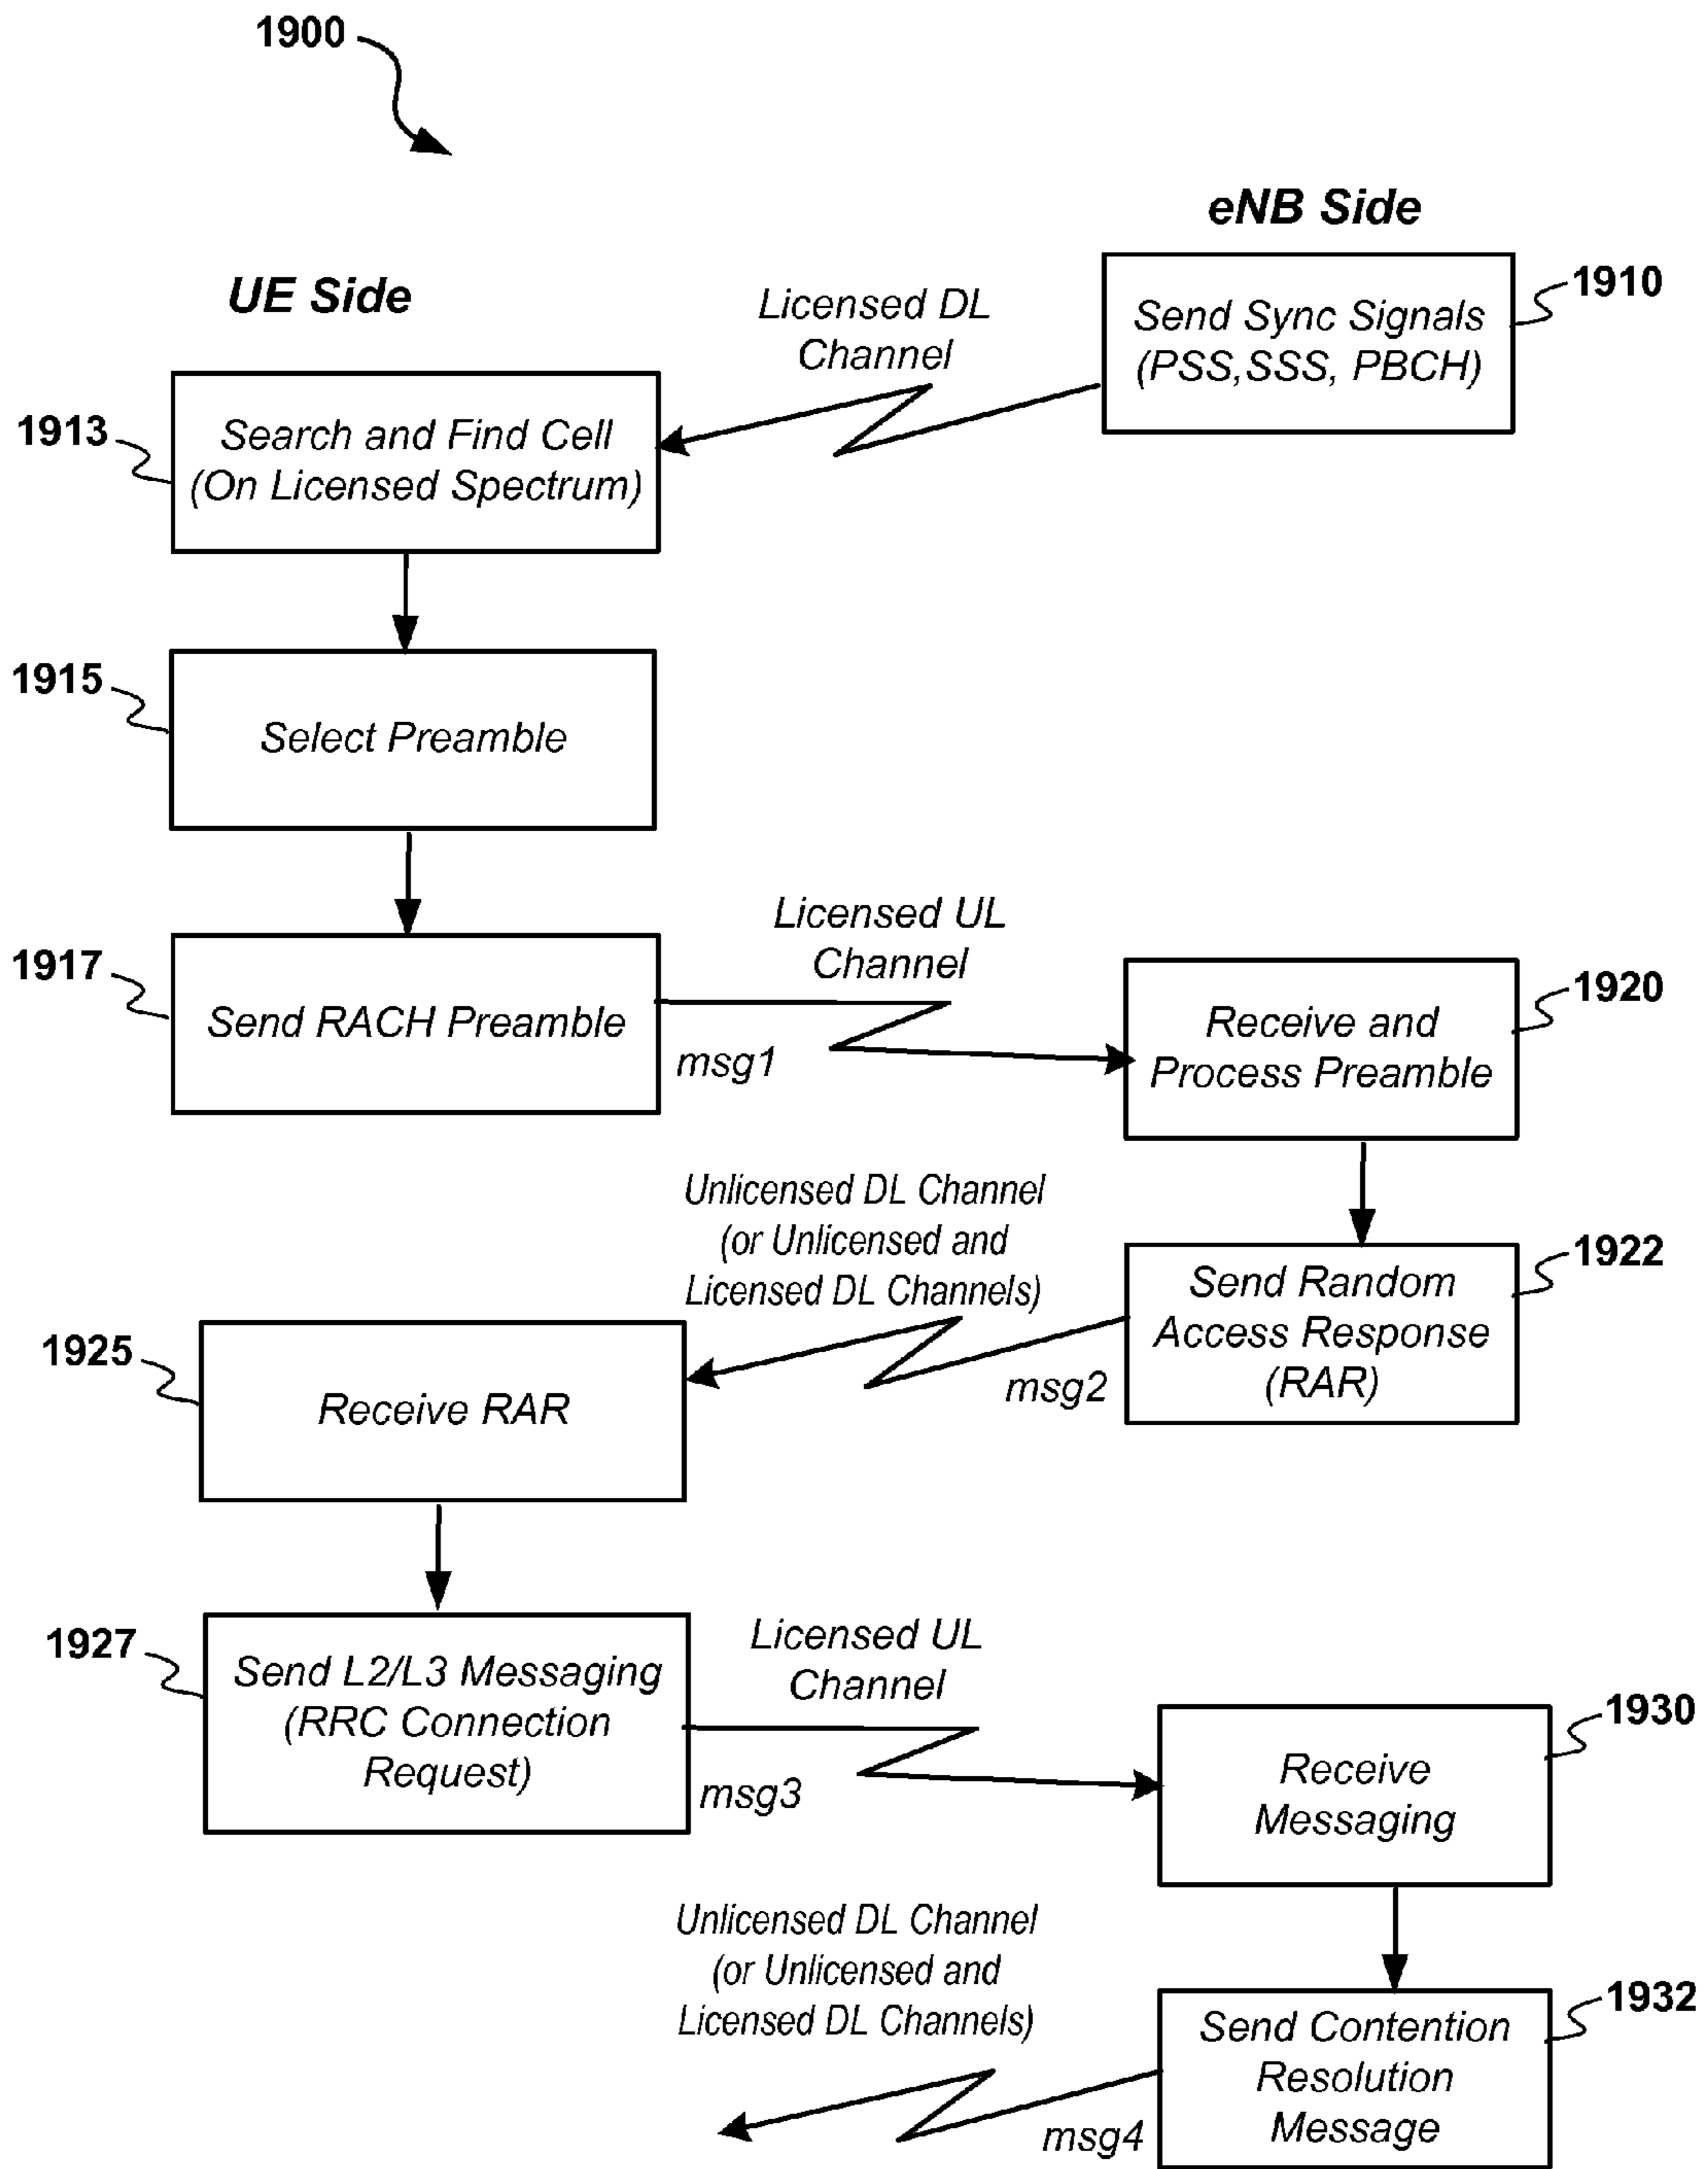 1900
eNB Side
UE Side
1910
Send Sync Signals
(PSS,SSS, PBCH)
Licensed DL
Channel
1913
Search and Find Cell
(On Licensed Spectrum)
1915
Select Preamble
1917
Send RACH Preamble
Licensed UL
Channel
msg1
1920
Receive and
Process Preamble
Unlicensed DL Channel
(or Unlicensed and
Licensed DL Channels)
1922
Send Random
Access Response
(RAR)
msg2
1925
Receive RAR
1927
Send L2/L3 Messaging
(RRC Connection
Request)
Licensed UL
Channel
msg3
1930
Receive
Messaging
Unlicensed DL Channel
(or Unlicensed and
Licensed DL Channels)
1932
Send Contention
Resolution
Message
msg4